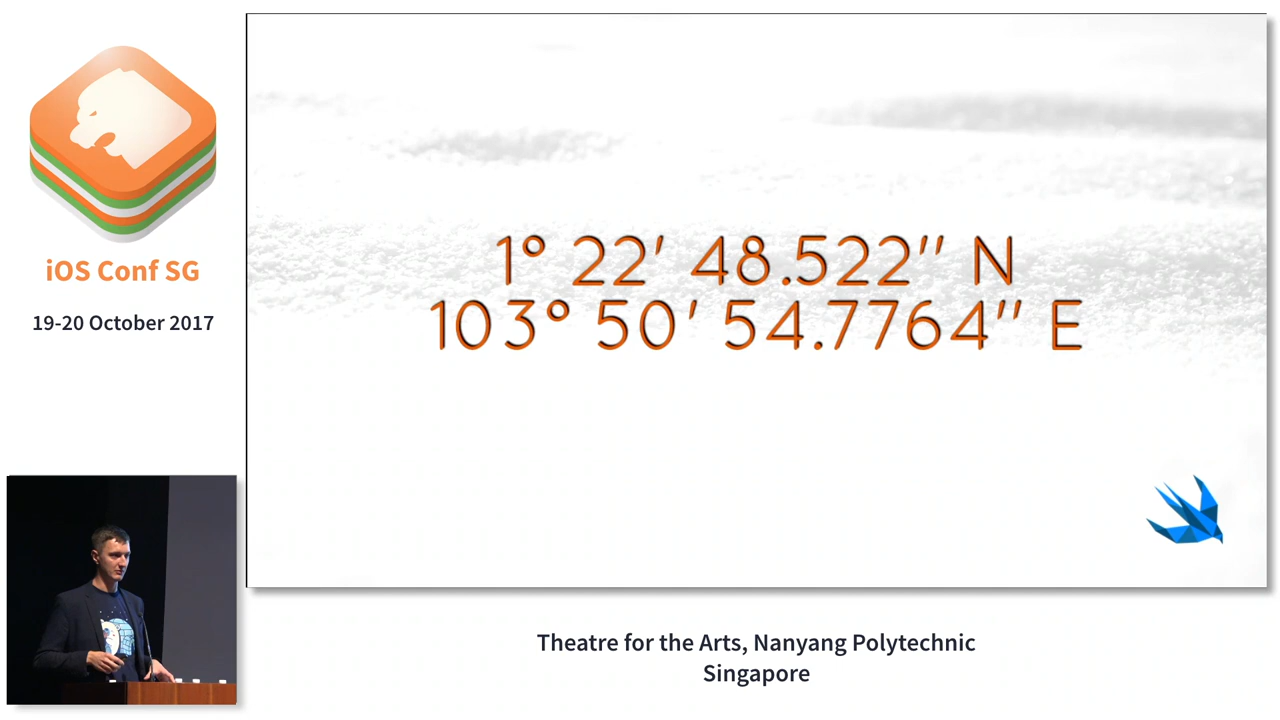 iOS Conf SG
19-20 October 2017
1° 22' 48.522'' N
103° 50' 54.7764'' E
Theatre for the Arts, Nanyang Polytechnic
Singapore